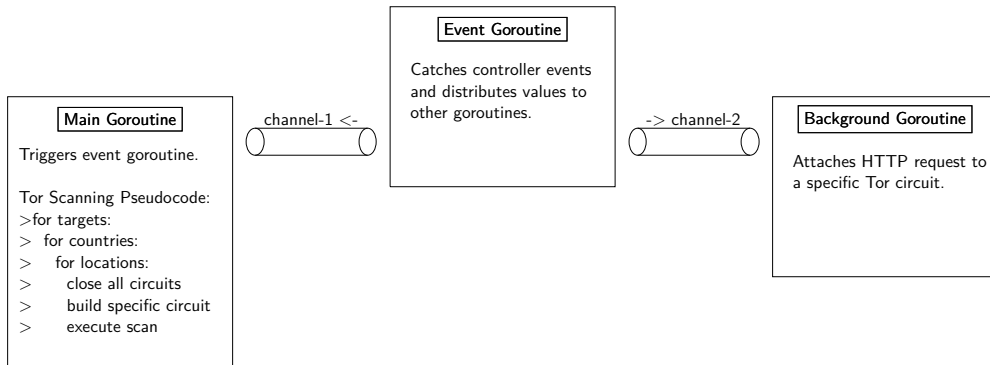 Event Goroutine
Catches controller events
and distributes values to
other goroutines.
Main Goroutine
Triggers event goroutine.
Tor Scanning Pseudocode:
>for targets:
>  for countries:
>    for locations:
>      close all circuits
>      build specific circuit
>      execute scan
channel-1 <-
-> channel-2
Background Goroutine
Attaches HTTP request to
a specific Tor circuit.